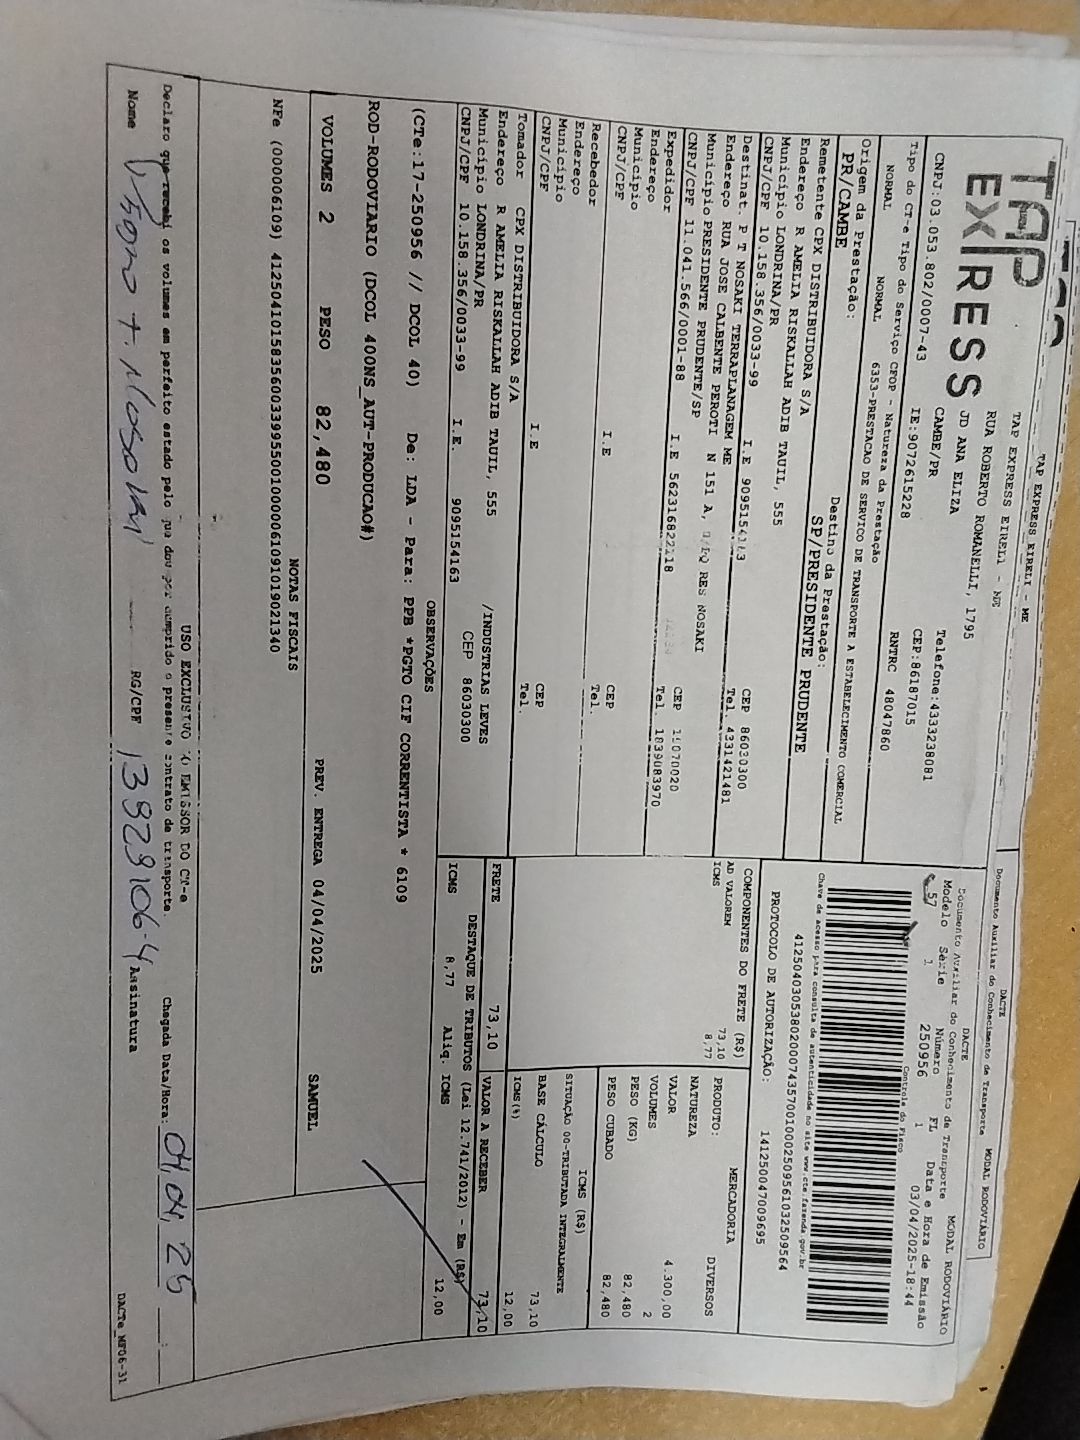 TAP EXPRESS EIRELI - ME
DACTE
Documento Auxiliar do Conhecimento de Transporte MODAL RODOVIÁRIO
TAP
EXPRESS
TAP EXPRESS EIRELI - ME
RUA ROBERTO ROMANELLI, 1795
JD ANA ELIZA
CAMBE/PR
Telefone:4333238081
CEP:86187015
CNPJ:03.053.802/0007-43
IE:9072615228
RNTRC 48047860
DACTE
Documento Auxiliar do Conhecimento de Transporte MODAL RODOVIÁRIO
Modelo Série Número FL Data e Hora de Emissão
57 1 250956 1 03/04/2025-18:44
Controle do Fisco
Tipo do CT-e Tipo do Serviço CFOP - Natureza da Prestação
NORMAL NORMAL 6353-PRESTACAO DE SERVICO DE TRANSPORTE A ESTABELECIMENTO COMERCIAL
Origem da Prestação: Destino da Prestação:
PR/CAMBE SP/PRESIDENTE PRUDENTE
Chave de acesso para consulta de autenticidade no site www.cte.fazenda.gov.br
41250403053802000743570010002509561032509564
PROTOCOLO DE AUTORIZAÇÃO: 141250047009695
Remetente CPX DISTRIBUIDORA S/A
Endereço R AMELIA RISKALLAH ADIB TAUIL, 555
Município LONDRINA/PR CEP 86030300
CNPJ/CPF 10.158.356/0033-99 I.E Tel. 4331421481
Destinat. P T NOSAKI TERRAPLANAGEM ME
Endereço RUA JOSE CALBENTE PEROTI N 151 A, RES NOSAKI
Município PRESIDENTE PRUDENTE/SP CEP
CNPJ/CPF 11.041.566/0001-88 I.E 562316822118 Tel. 1839083970
Expedidor
Endereço
Município CEP
CNPJ/CPF I.E Tel.
Recebedor
Endereço
Município CEP
CNPJ/CPF I.E Tel.
Tomador CPX DISTRIBUIDORA S/A
Endereço R AMELIA RISKALLAH ADIB TAUIL, 555 /INDUSTRIAS LEVES
Município LONDRINA/PR CEP 86030300
CNPJ/CPF 10.158.356/0033-99 I.E. 9095154163
COMPONENTES DO FRETE (R$)
AD VALOREM 73,10
ICMS 8,77
FRETE 73,10
PRODUTO: MERCADORIA
NATUREZA DIVERSOS
VALOR 4.300,00
VOLUMES 2
PESO (KG) 82,480
PESO CUBADO 82,480
ICMS (R$)
SITUAÇÃO 00-TRIBUTADA INTEGRALMENTE
BASE CÁLCULO 73,10
ICMS(%) 12,00
VALOR A RECEBER 73,10
DESTAQUE DE TRIBUTOS (Lei 12.741/2012) - Em (R$)
ICMS 8,77 Aliq. ICMS 12,00
OBSERVAÇÕES
(CTe:17-250956 // DCOL 40) De: LDA - Para: PPB *PGTO CIF CORRENTISTA * 6109
ROD-RODOVIARIO (DCOL 400NS_AUT-PRODUCAO#)
VOLUMES 2 PESO 82,480 PREV. ENTREGA 04/04/2025 SAMUEL
NOTAS FISCAIS
NFe (000006109) 41250410158356003399550010000061091019021340
USO EXCLUSIVO DO EMISSOR DO CT-e
Declaro que recebi os volumes em perfeito estado pelo que dou por cumprido o presente contrato de transporte. Chegada Data/Hora: 04,04,25 :
Nome RG/CPF 13929106-4 Assinatura
DACTe_MF06-31